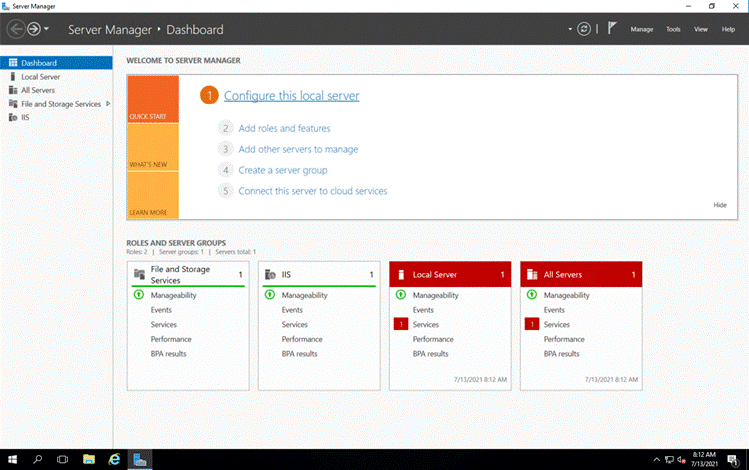 Server Manager
Server Manager • Dashboard
Manage Tools View Help
Dashboard
Local Server
All Servers
File and Storage Services
IIS
WELCOME TO SERVER MANAGER
QUICK START
WHAT'S NEW
LEARN MORE
1 Configure this local server
2 Add roles and features
3 Add other servers to manage
4 Create a server group
5 Connect this server to cloud services
Hide
ROLES AND SERVER GROUPS
Roles: 2 | Server groups: 1 | Servers total: 1
File and Storage Services 1
Manageability
Events
Services
Performance
BPA results
IIS 1
Manageability
Events
Services
Performance
BPA results
Local Server 1
Manageability
Events
1 Services
Performance
BPA results
7/13/2021 8:12 AM
All Servers 1
Manageability
Events
1 Services
Performance
BPA results
7/13/2021 8:12 AM
8:12 AM
7/13/2021
1